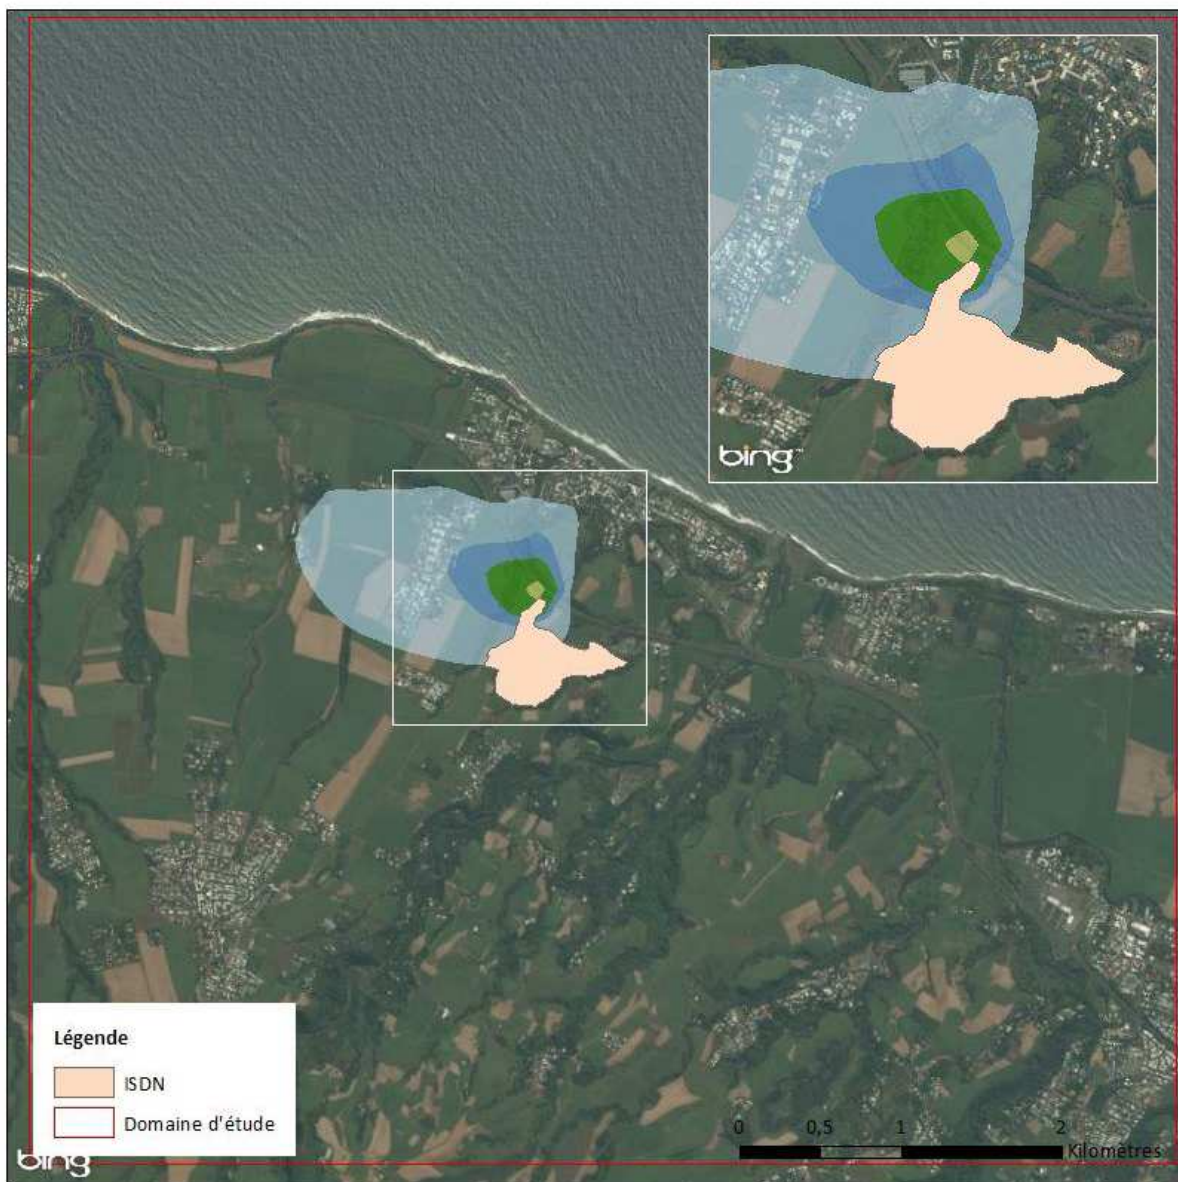 bing
Légende
ISDN
Domaine d'étude
0 0,5 1 2
Kilomètres
bing